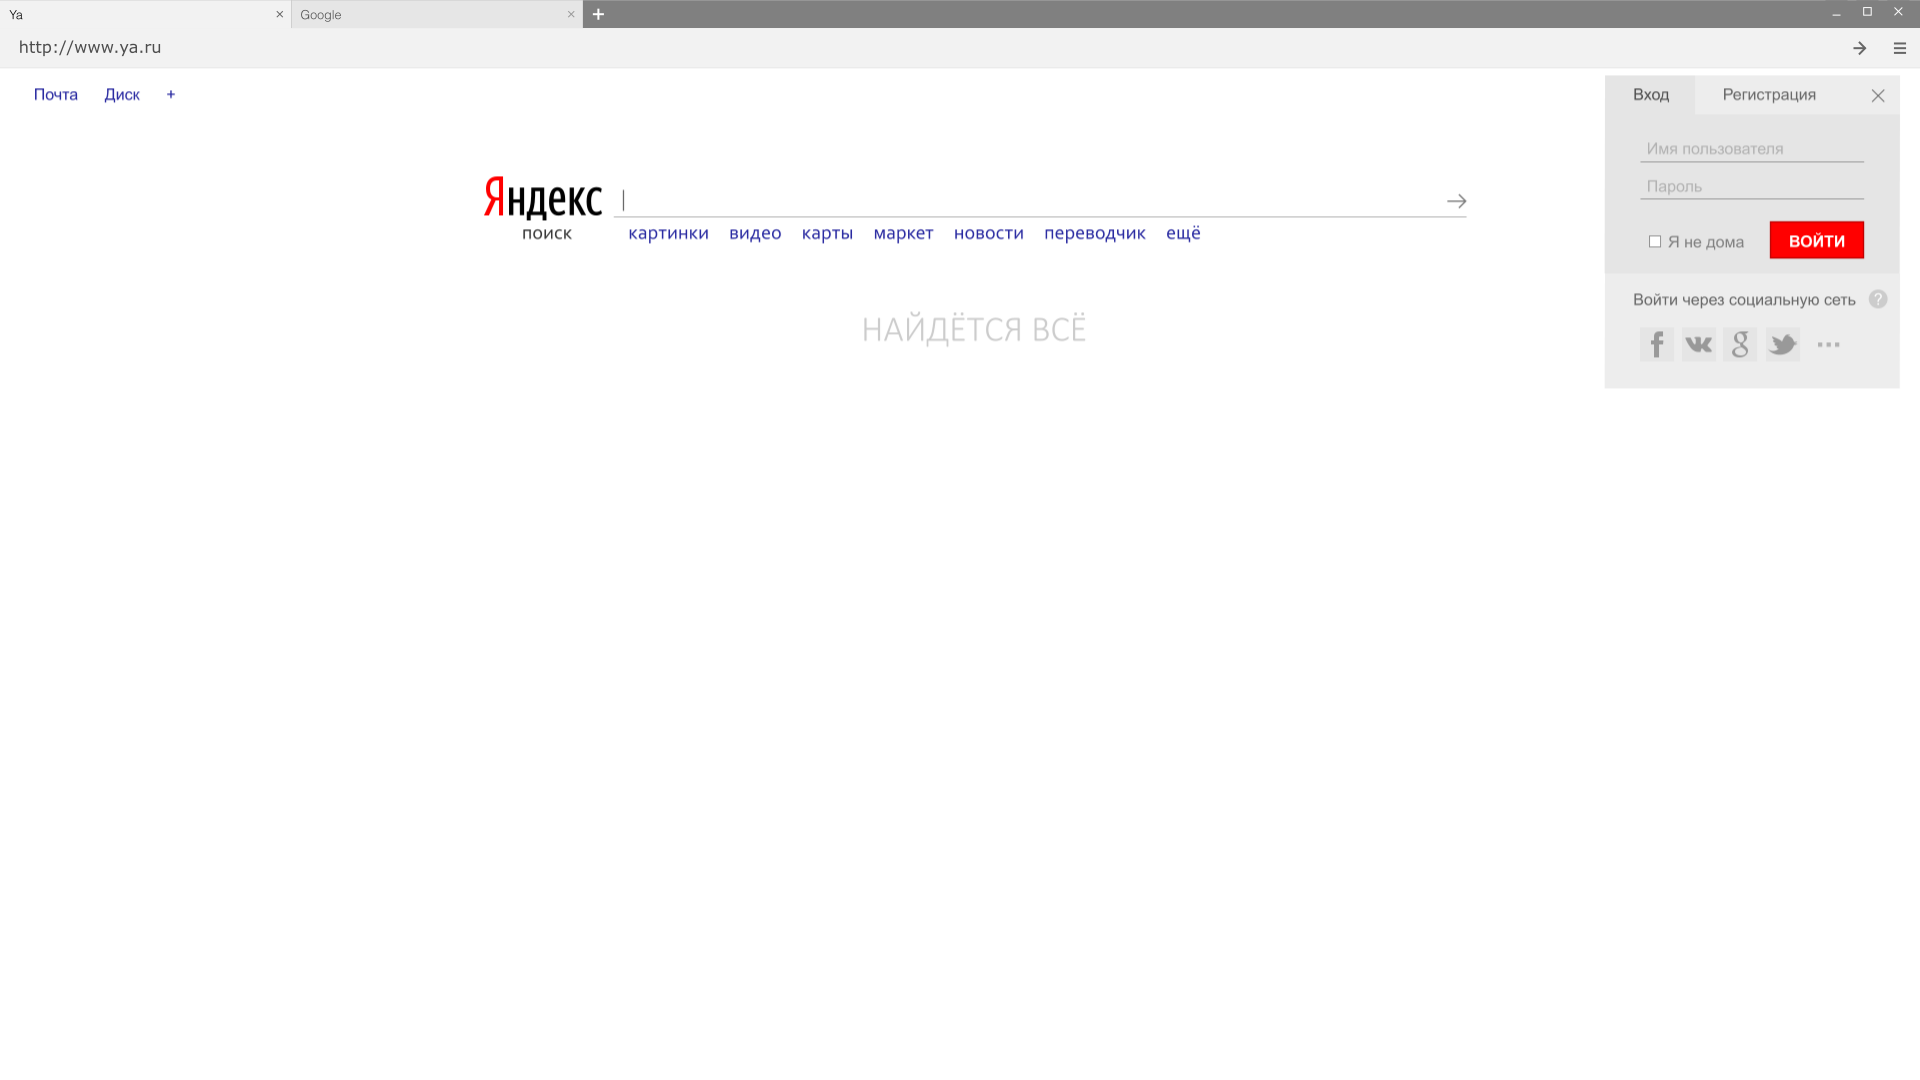 Ya
Google
http://www.ya.ru
Почта Диск +
Вход Регистрация
Имя пользователя
Пароль
Яндекс
Я не дома ВОЙТИ
поиск картинки видео карты маркет новости переводчик ещё
Войти через социальную сеть ?
НАЙДЁТСЯ ВСЁ